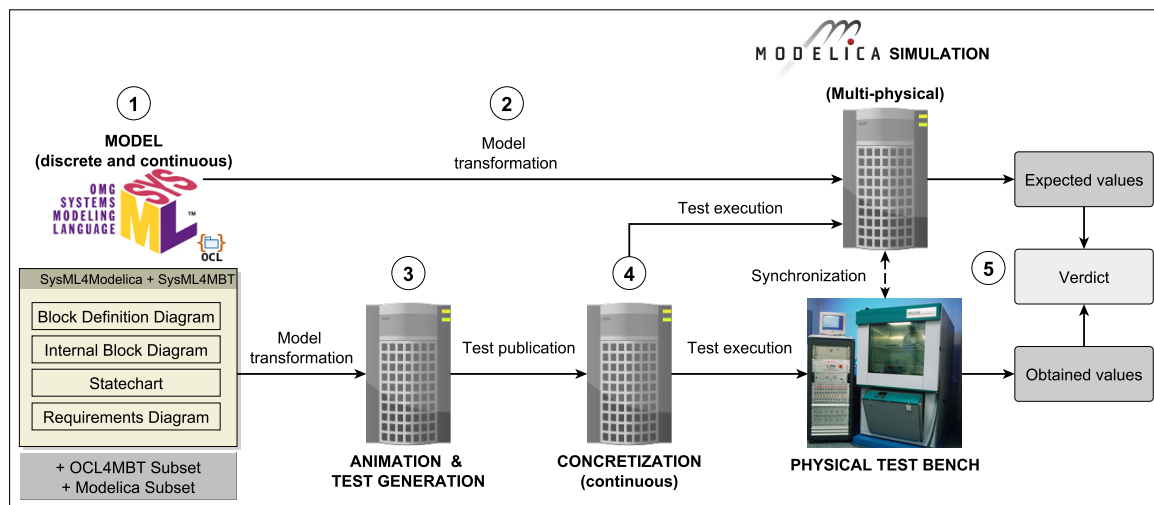 MODELICA SIMULATION
(Multi-physical)
1
2
MODEL
(discrete and continuous)
Model
transformation
OMG
SYSTEMS
MODELING
LANGUAGE
SYS
ML™
{ }
OCL
Expected values
Test execution
SysML4Modelica + SysML4MBT
3
4
Synchronization
5
Verdict
Block Definition Diagram
Internal Block Diagram
Statechart
Requirements Diagram
Model
transformation
Test publication
Test execution
Obtained values
+ OCL4MBT Subset
+ Modelica Subset
ANIMATION &
TEST GENERATION
CONCRETIZATION
(continuous)
PHYSICAL TEST BENCH